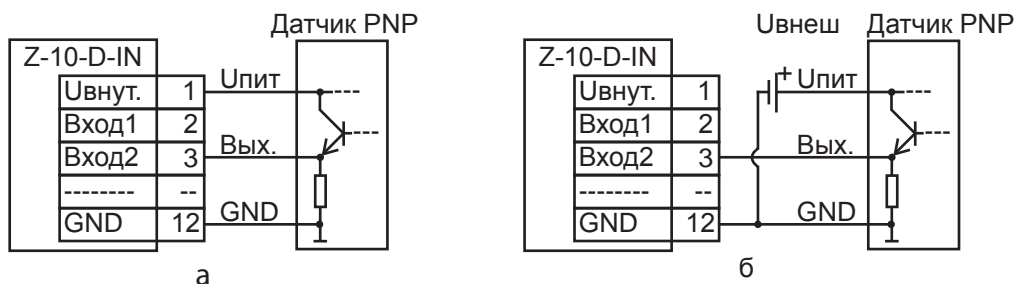 Датчик PNP
Z-10-D-IN
Uвнут. 1 Uпит
Вход1 2
Вход2 3 Вых.
-------- --
GND 12 GND
а
Uвнеш Датчик PNP
Z-10-D-IN
Uвнут. 1 + Uпит
Вход1 2
Вход2 3 Вых.
-------- --
GND 12 GND
б